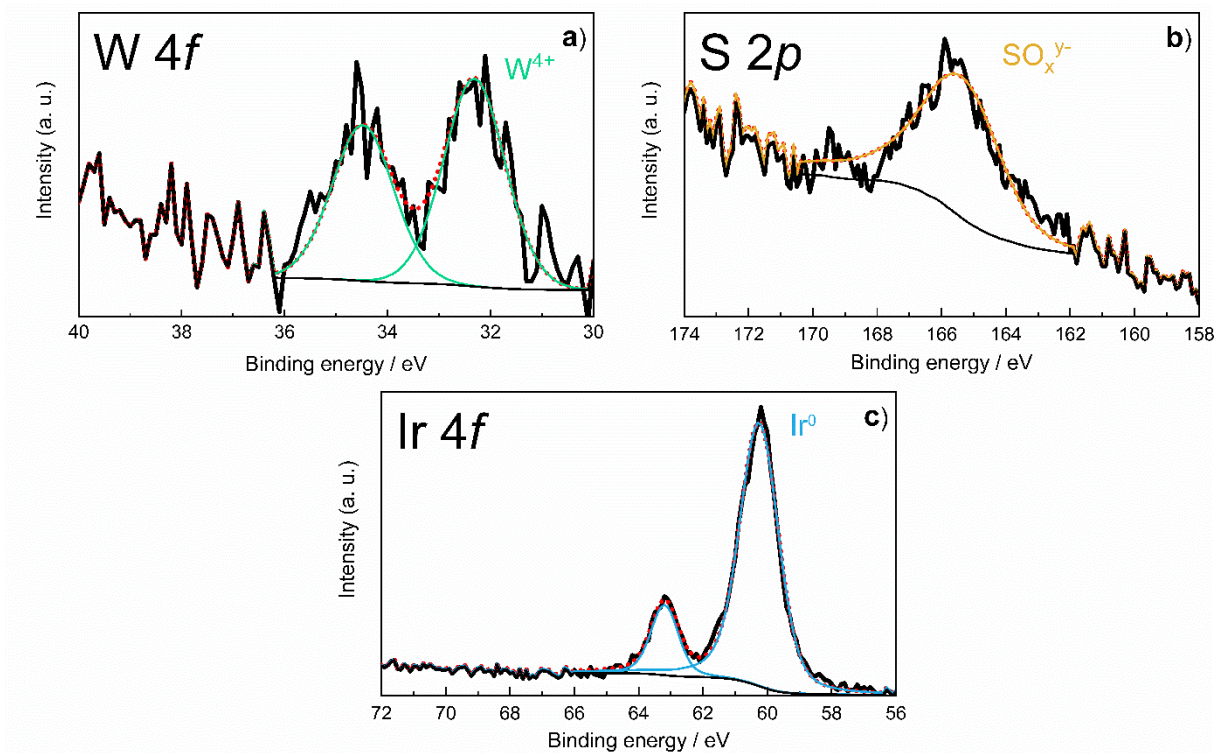 W 4f
a)
W⁴⁺
Intensity (a. u.)
40 38 36 34 32 30
Binding energy / eV
S 2p
b)
SOₓʸ⁻
Intensity (a. u.)
174 172 170 168 166 164 162 160 158
Binding energy / eV
Ir 4f
c)
Ir⁰
Intensity (a. u.)
72 70 68 66 64 62 60 58 56
Binding energy / eV